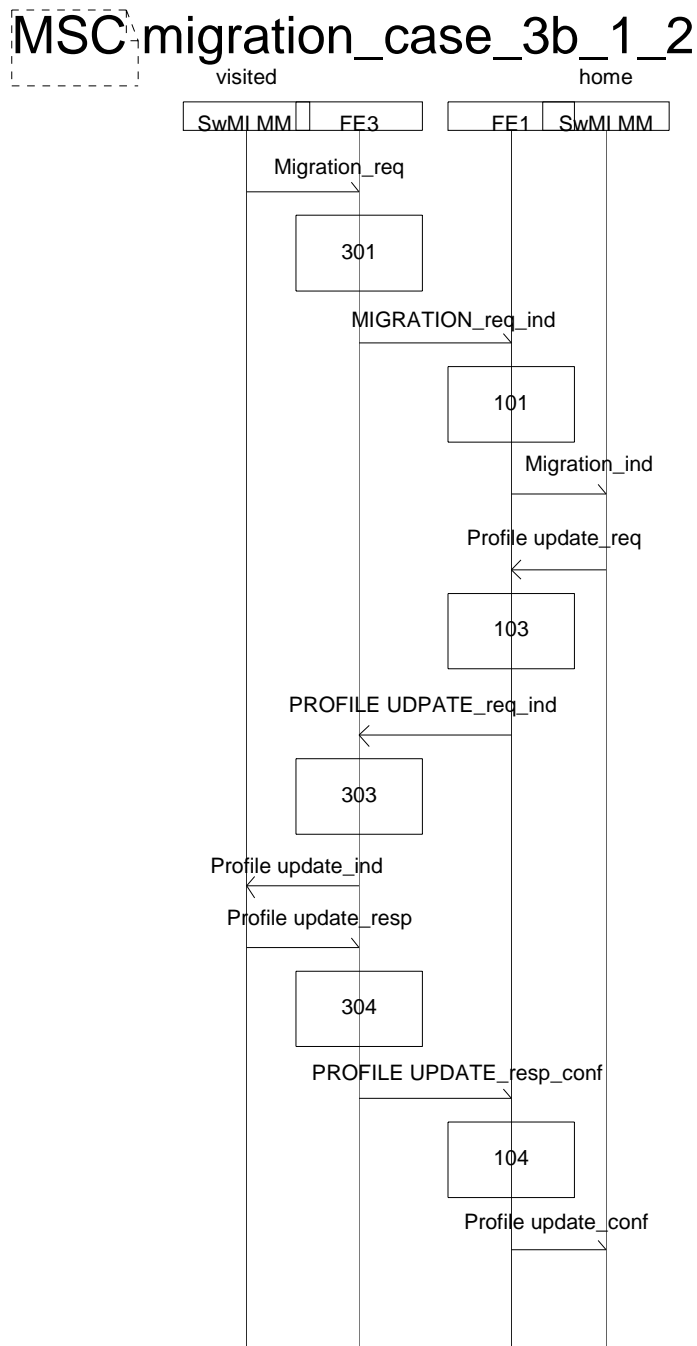 MSC migration_case_3b_1_2
visited home
SwMI MM FE3 FE1 SwMI MM
Migration_req
301
MIGRATION_req_ind
101
Migration_ind
Profile update_req
103
PROFILE UDPATE_req_ind
303
Profile update_ind
Profile update_resp
304
PROFILE UPDATE_resp_conf
104
Profile update_conf